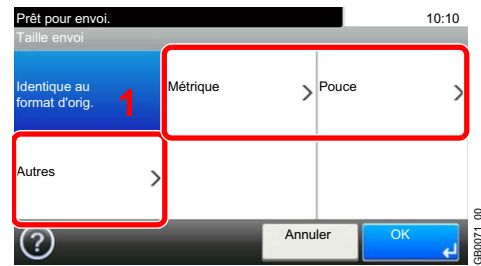 Prêt pour envoi.
10:10
Taille envoi
Identique au
format d'orig.
1
Métrique
Pouce
Autres
?
Annuler
OK
GB0071_00